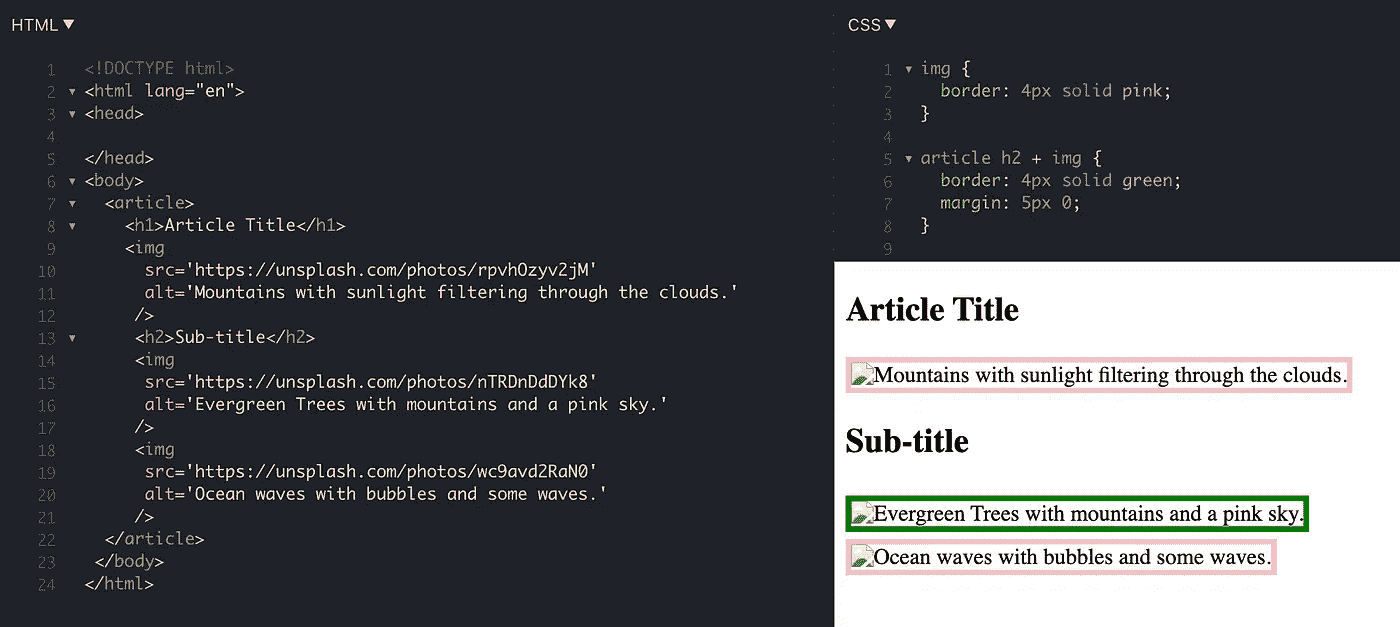 HTML ▼
1 <!DOCTYPE html>
2 ▾ <html lang="en">
3 ▾ <head>
4
5 </head>
6 ▾ <body>
7 ▾ <article>
8 ▾ <h1>Article Title</h1>
9 <img
10 src='https://unsplash.com/photos/rpvhOzyv2jM'
11 alt='Mountains with sunlight filtering through the clouds.'
12 />
13 ▾ <h2>Sub-title</h2>
14 <img
15 src='https://unsplash.com/photos/nTRDnDdDYk8'
16 alt='Evergreen Trees with mountains and a pink sky.'
17 />
18 <img
19 src='https://unsplash.com/photos/wc9avd2RaN0'
20 alt='Ocean waves with bubbles and some waves.'
21 />
22 </article>
23 </body>
24 </html>
CSS ▼
1 ▾ img {
2 border: 4px solid pink;
3 }
4
5 ▾ article h2 + img {
6 border: 4px solid green;
7 margin: 5px 0;
8 }
9
Article Title
Mountains with sunlight filtering through the clouds.
Sub-title
Evergreen Trees with mountains and a pink sky.
Ocean waves with bubbles and some waves.